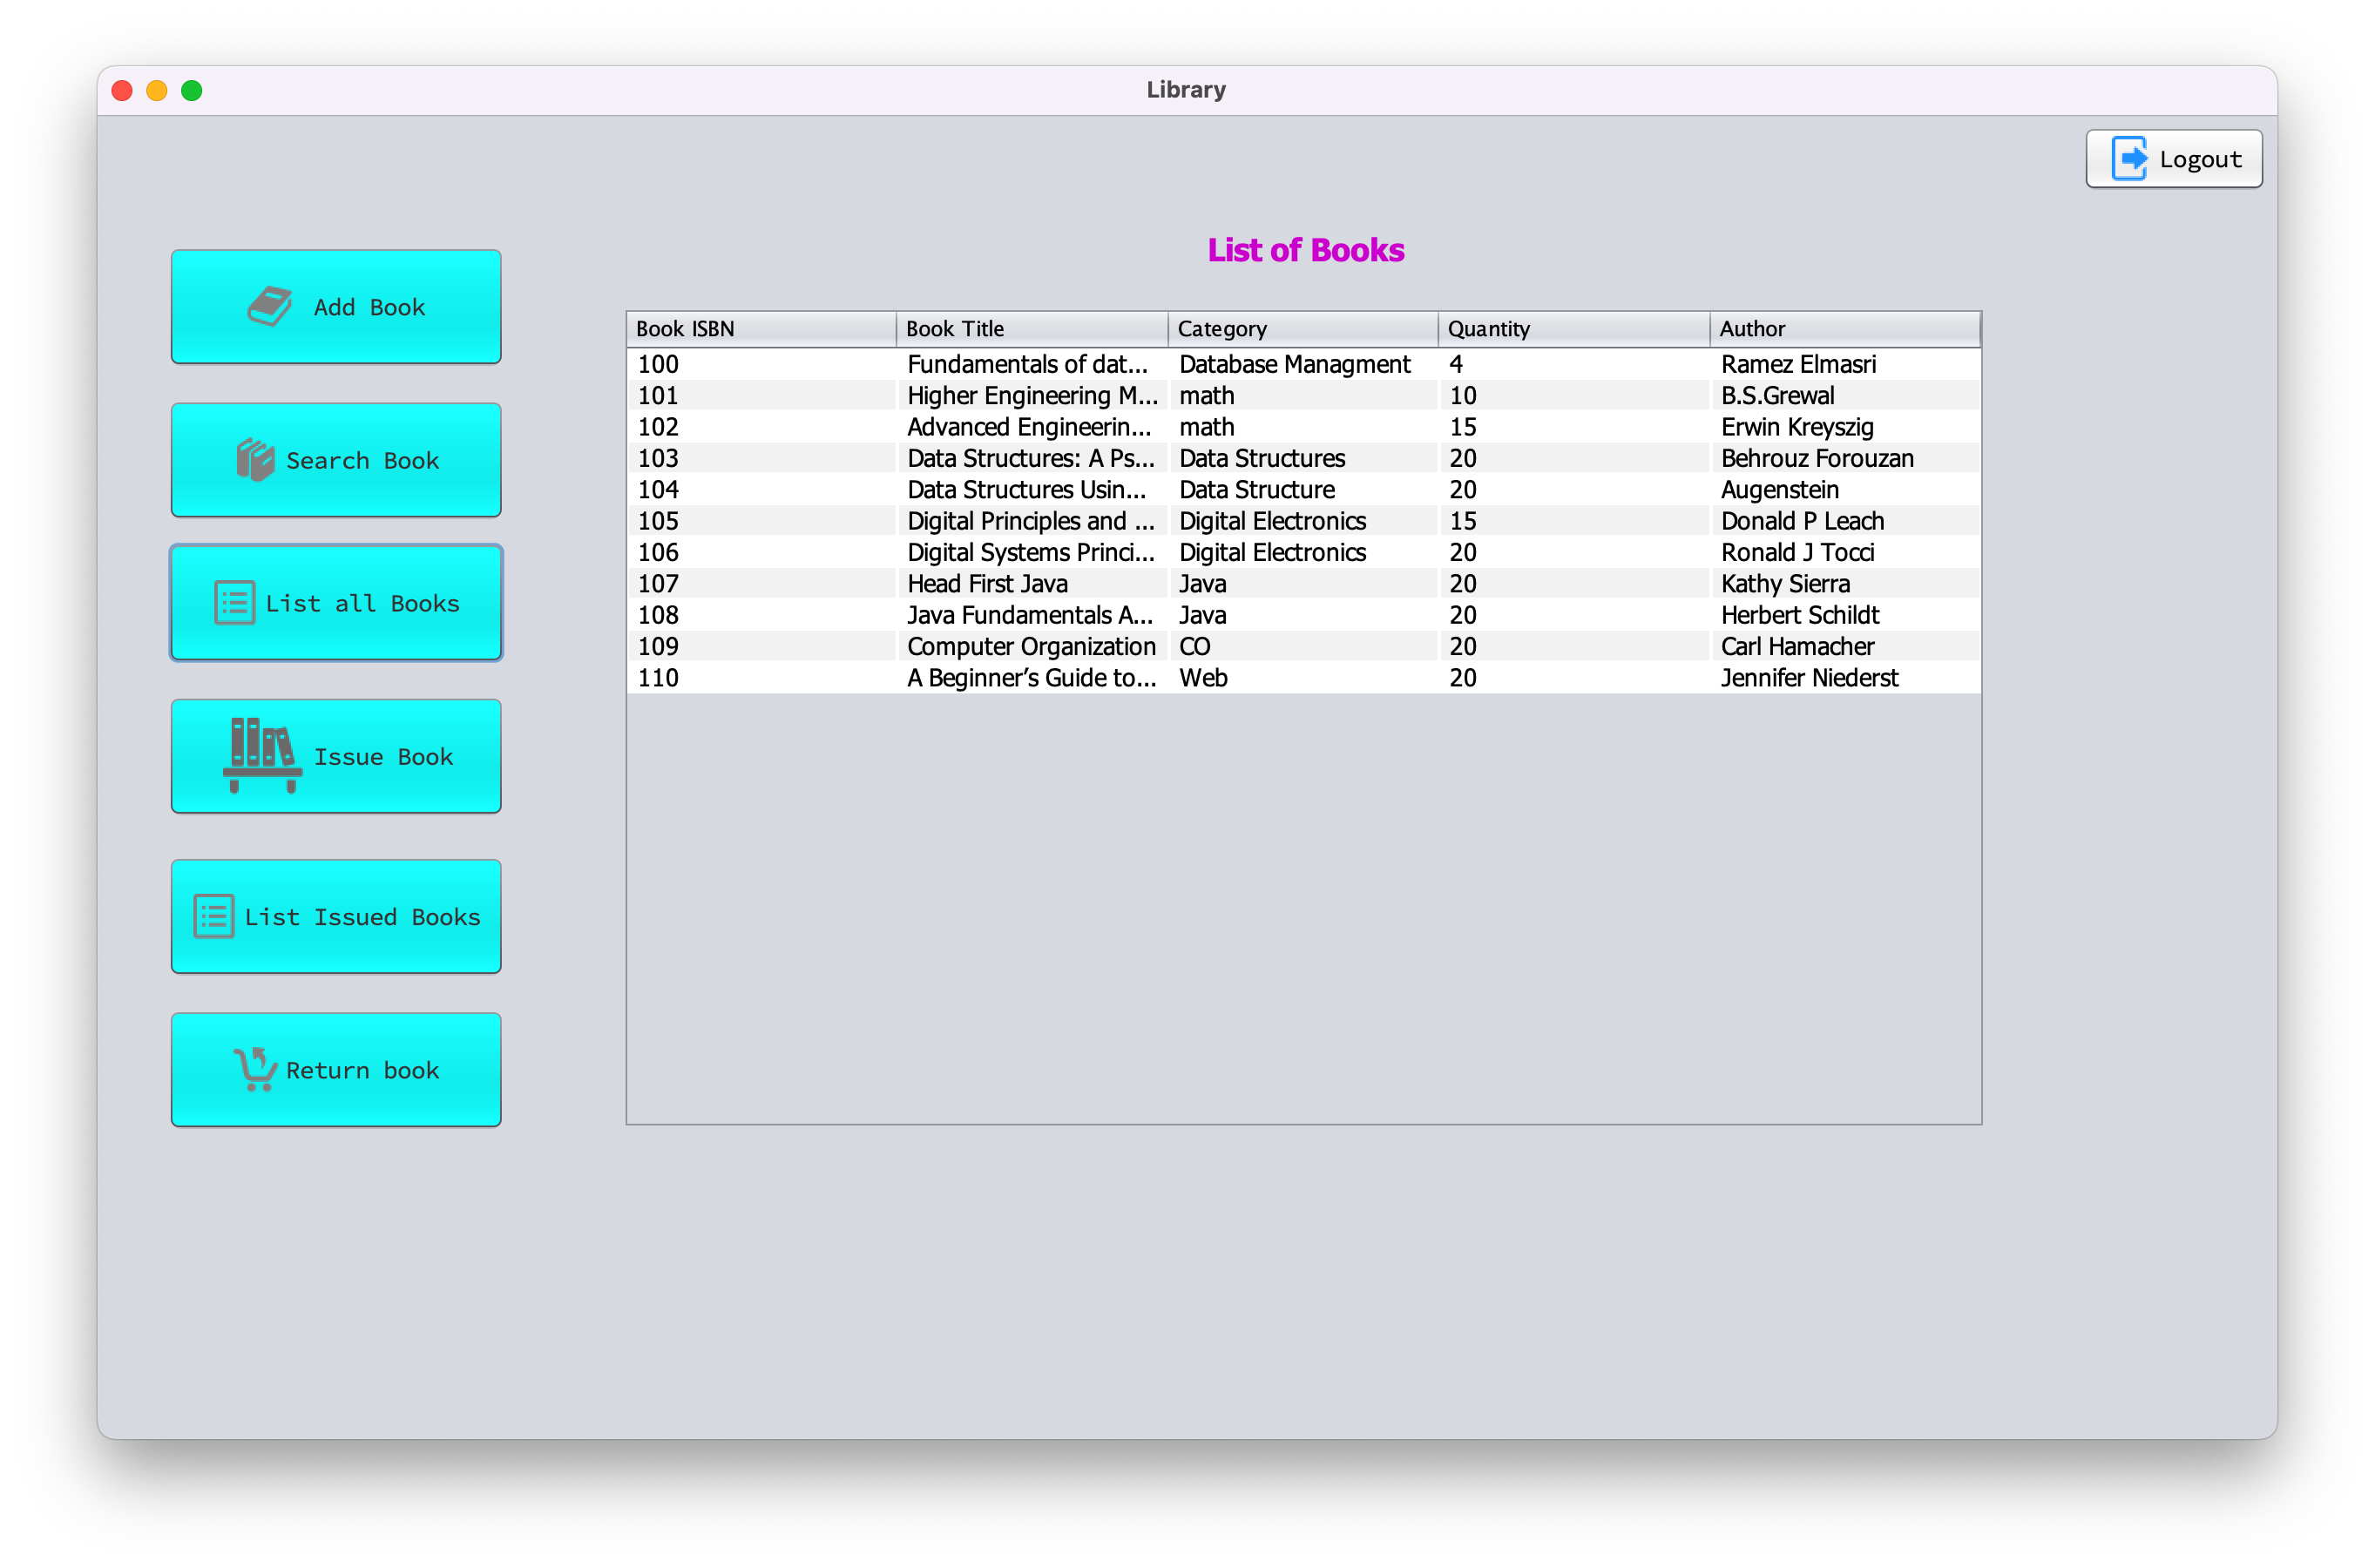 Library
Logout
Add Book
Search Book
List all Books
Issue Book
List Issued Books
Return book
List of Books
Book ISBN Book Title Category Quantity Author
100 Fundamentals of dat... Database Managment 4 Ramez Elmasri
101 Higher Engineering M... math 10 B.S.Grewal
102 Advanced Engineerin... math 15 Erwin Kreyszig
103 Data Structures: A Ps... Data Structures 20 Behrouz Forouzan
104 Data Structures Usin... Data Structure 20 Augenstein
105 Digital Principles and ... Digital Electronics 15 Donald P Leach
106 Digital Systems Princi... Digital Electronics 20 Ronald J Tocci
107 Head First Java Java 20 Kathy Sierra
108 Java Fundamentals A... Java 20 Herbert Schildt
109 Computer Organization CO 20 Carl Hamacher
110 A Beginner’s Guide to... Web 20 Jennifer Niederst